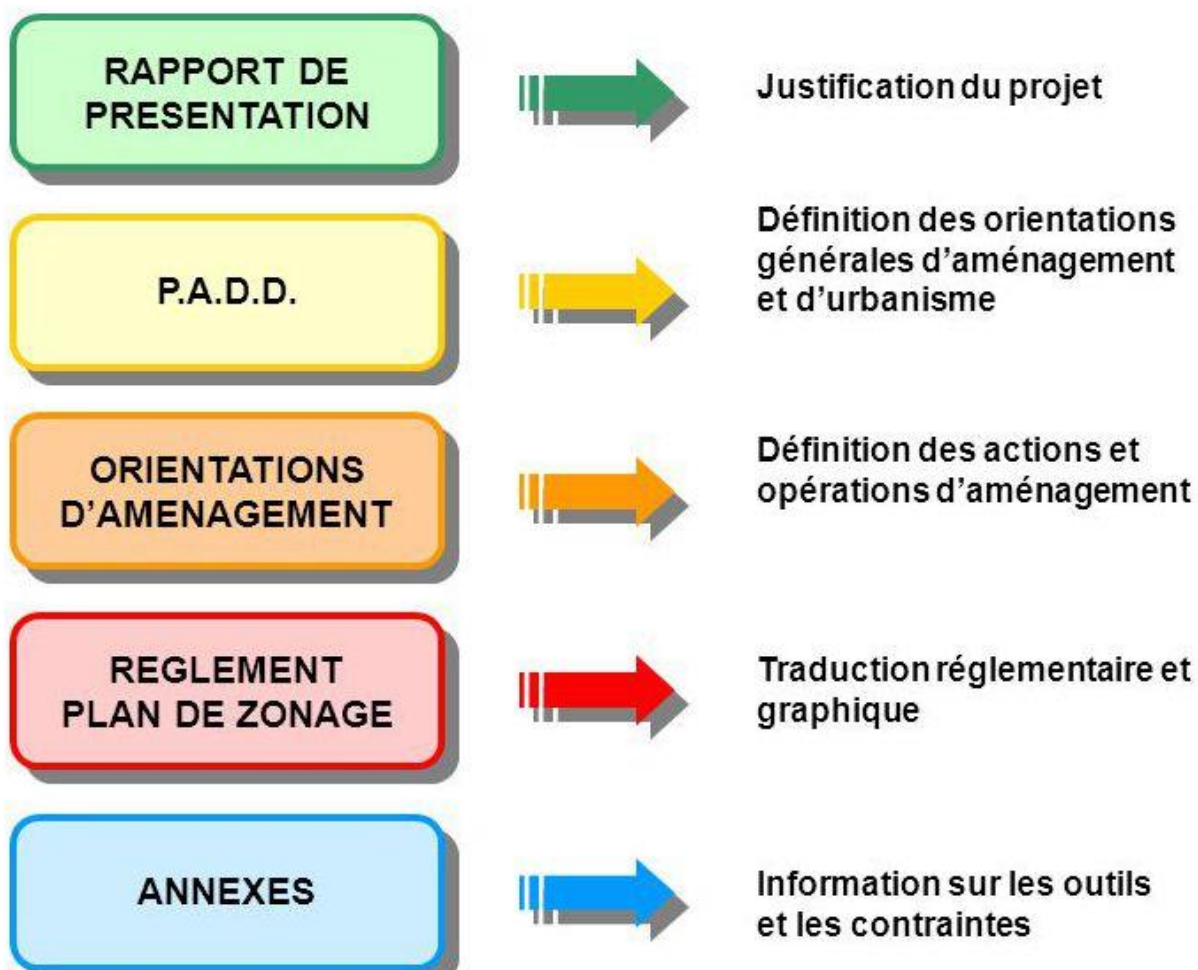 RAPPORT DE
PRESENTATION
Justification du projet
P.A.D.D.
Définition des orientations
générales d'aménagement
et d'urbanisme
ORIENTATIONS
D'AMENAGEMENT
Définition des actions et
opérations d'aménagement
REGLEMENT
PLAN DE ZONAGE
Traduction réglementaire et
graphique
ANNEXES
Information sur les outils
et les contraintes